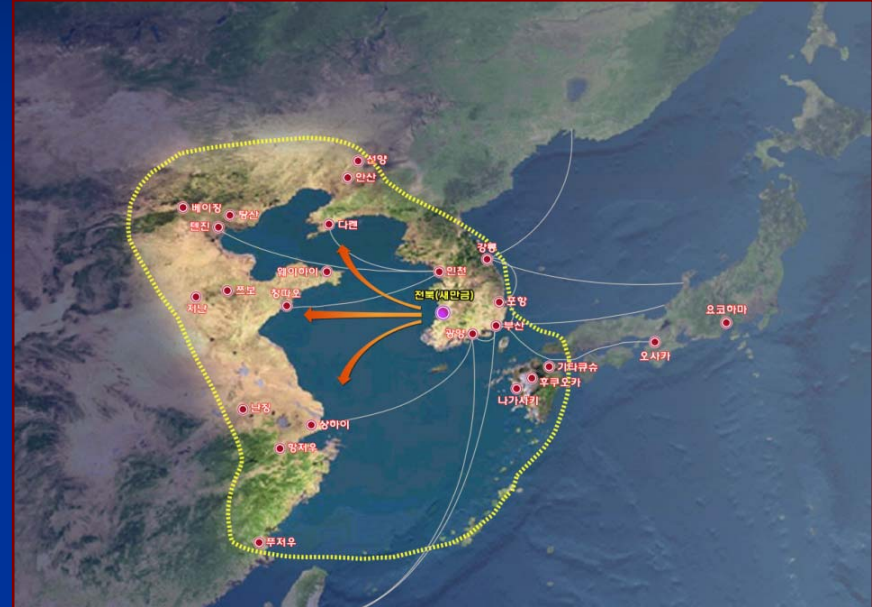 선양
안산
베이징
탕산
텐진
다롄
강릉
웨이하이
인천
쯔보
지난
칭따오
전북(새만금)
포항
요코하마
부산
광양
오사카
기타큐슈
후쿠오카
나가사키
난징
상하이
항저우
푸저우